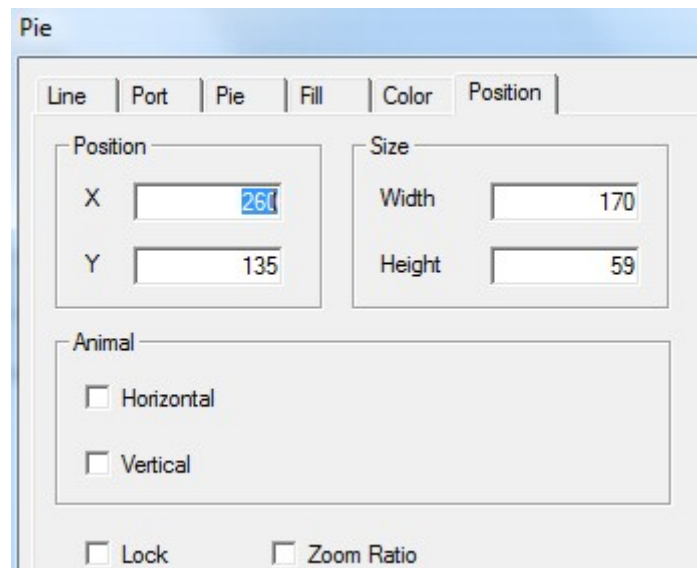 Pie
Line Port Pie Fill Color Position
Position
X 260
Y 135
Size
Width 170
Height 59
Animal
Horizontal
Vertical
Lock Zoom Ratio